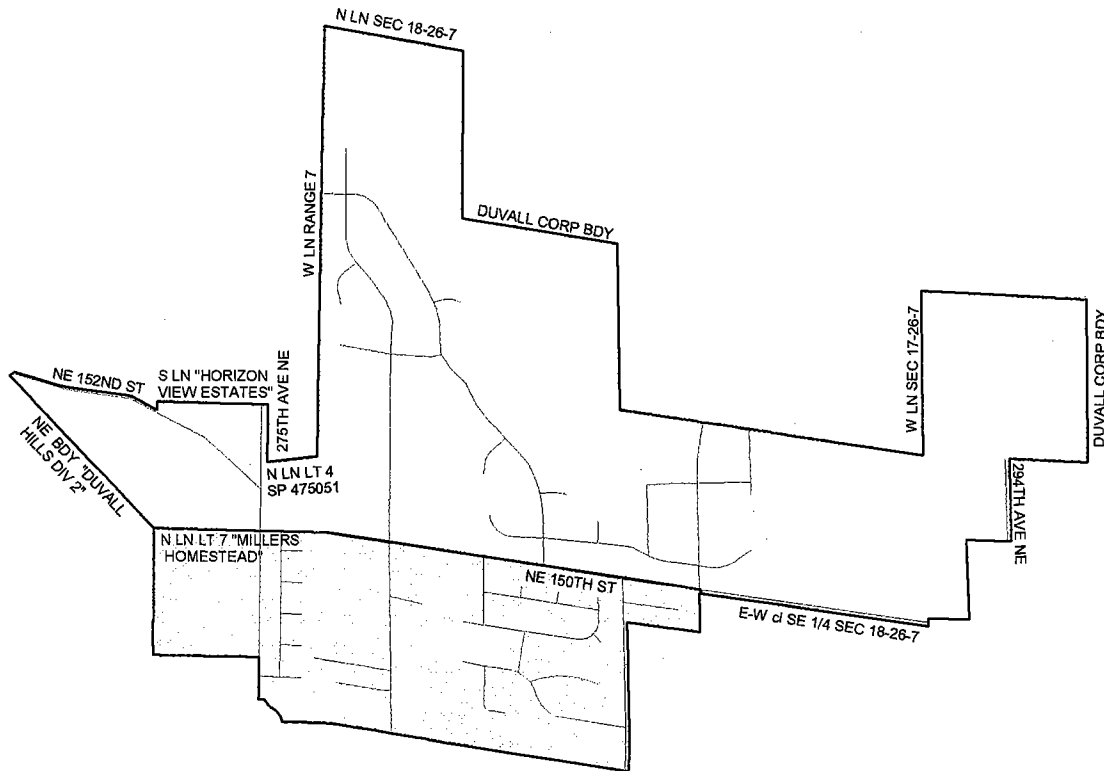 N LN SEC 18-26-7
W LN RANGE 7
DUVALL CORP BDY
W LN SEC 17-26-7
DUVALL CORP BDY
NE 152ND ST
S LN "HORIZON
VIEW ESTATES"
275TH AVE NE
NE BDY "DUVALL
HILLS DIV 2"
N LN LT 4
SP 475051
294TH AVE NE
N LN LT 7 "MILLERS
HOMESTEAD"
NE 150TH ST
E-W cl SE 1/4 SEC 18-26-7